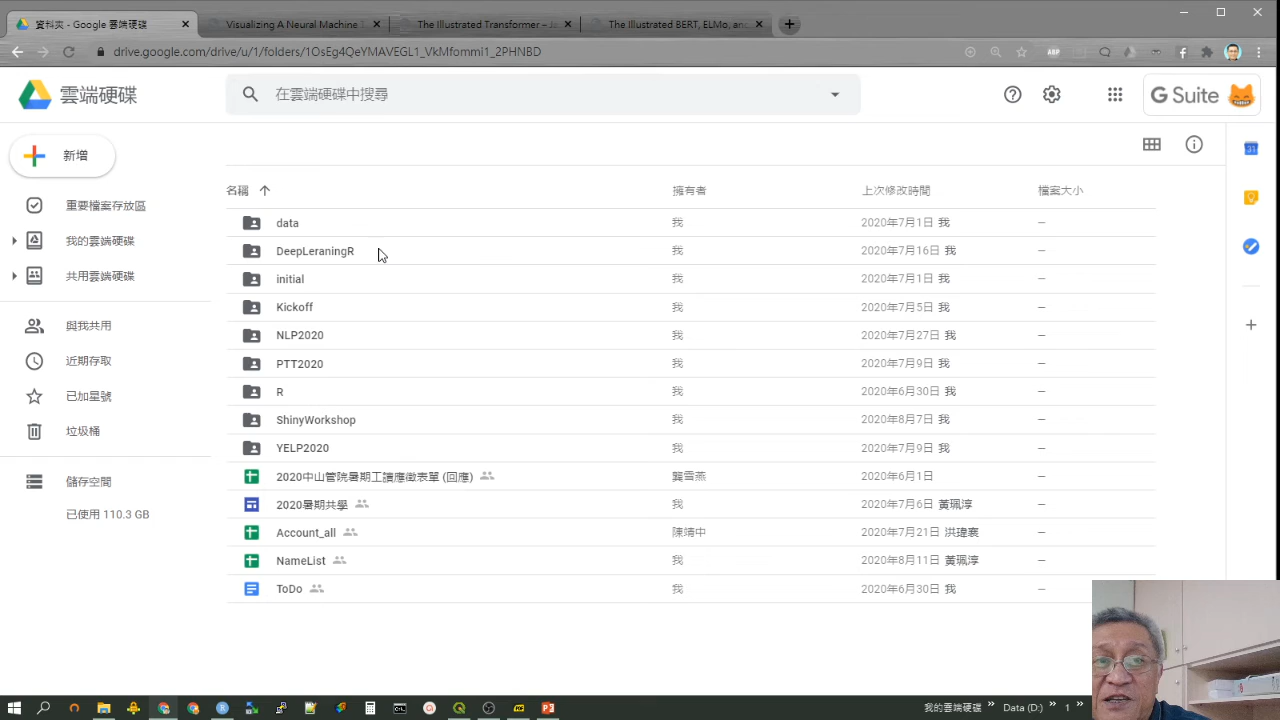 資料夾 - Google 雲端硬碟
Visualizing A Neural Machine T
The Illustrated Transformer – Ja
The Illustrated BERT, ELMo, and
drive.google.com/drive/u/1/folders/1OsEg4QeYMAVEGL1_VkMfommI1_2PHNBD
ABP
雲端硬碟
在雲端硬碟中搜尋
G Suite
新增
重要檔案存放區
我的雲端硬碟
共用雲端硬碟
與我共用
近期存取
已加星號
垃圾桶
儲存空間
已使用 110.3 GB
名稱 擁有者 上次修改時間 檔案大小
data 我 2020年7月1日 我 —
DeepLeraningR 我 2020年7月16日 我 —
initial 我 2020年7月1日 我 —
Kickoff 我 2020年7月5日 我 —
NLP2020 我 2020年7月27日 我 —
PTT2020 我 2020年7月9日 我 —
R 我 2020年6月30日 我 —
ShinyWorkshop 我 2020年8月7日 我 —
YELP2020 我 2020年7月9日 我 —
2020中山管院暑期工讀應徵表單 (回應) 龔雪燕 2020年6月1日 —
2020暑期共學 我 2020年7月6日 黃珮淳 —
Account_all 陳靖中 2020年7月21日 洪瑋襄 —
NameList 我 2020年8月11日 黃珮淳 —
ToDo 我 2020年6月30日 我 —
31
我的雲端硬碟 » Data (D:) » 1 »